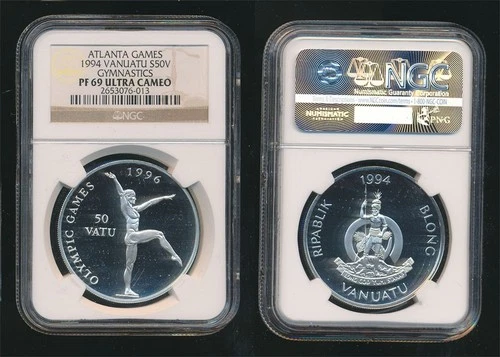 ATLANTA GAMES
1994 VANUATU S50V
GYMNASTICS
PF 69 ULTRA CAMEO
2653076-013
NGC
OLYMPIC GAMES 1996
50
VATU
NGC
Numismatic Guaranty Corporation
NUMISMATIC
PNG
1994
RIPABLIK
BLONG
VANUATU